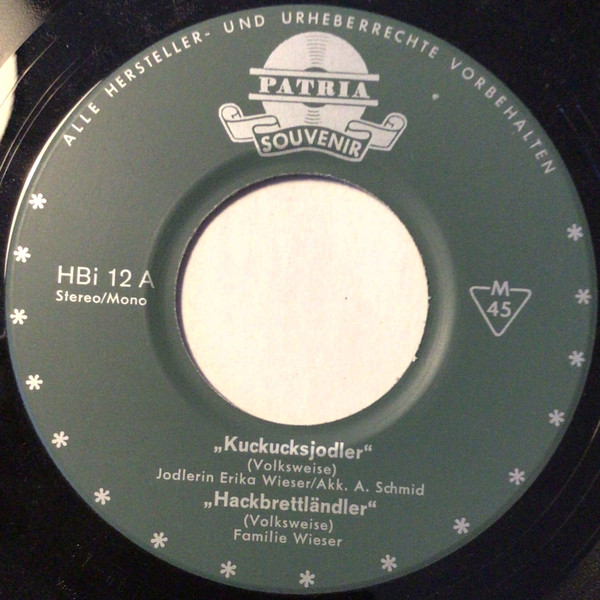 ALLE HERSTELLER- UND URHEBERRECHTE VORBEHALTEN
PATRIA
SOUVENIR
HBi 12 A
Stereo/Mono
M
45
„Kuckucksjodler“
(Volksweise)
Jodlerin Erika Wieser/Akk. A. Schmid
„Hackbrettländler“
(Volksweise)
Familie Wieser